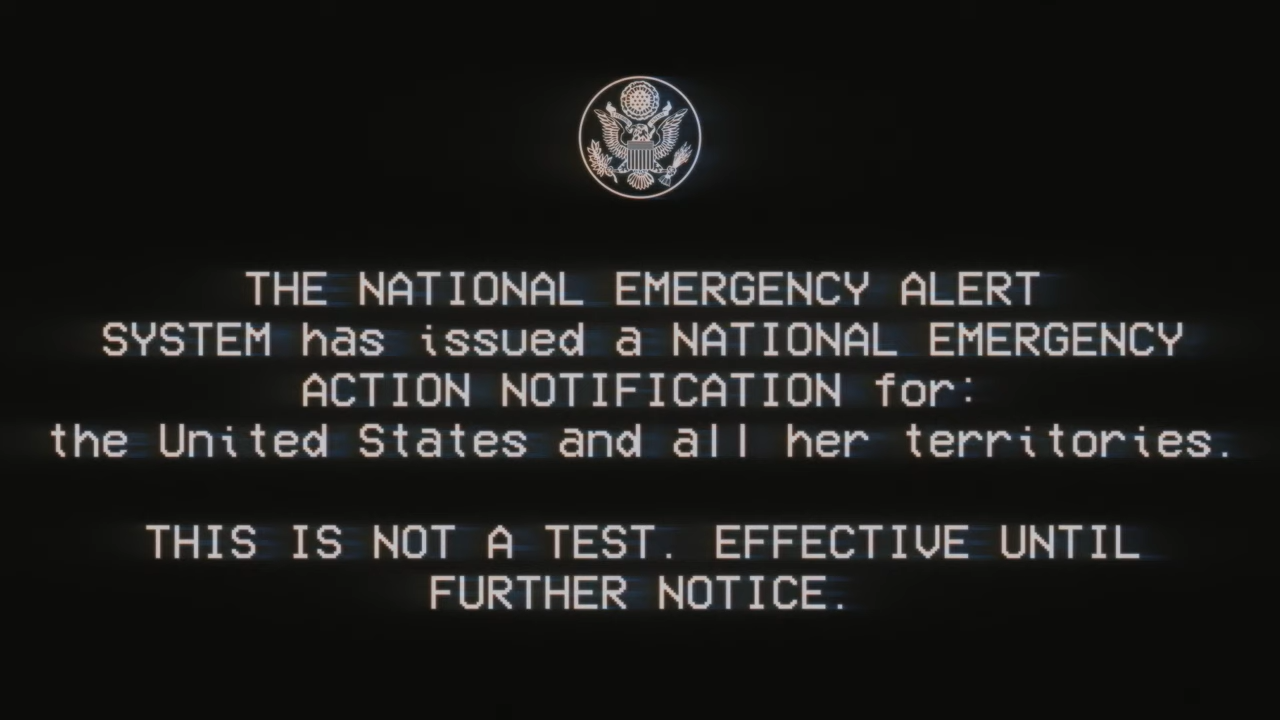 THE NATIONAL EMERGENCY ALERT
SYSTEM has issued a NATIONAL EMERGENCY
ACTION NOTIFICATION for:
the United States and all her territories.
THIS IS NOT A TEST. EFFECTIVE UNTIL
FURTHER NOTICE.